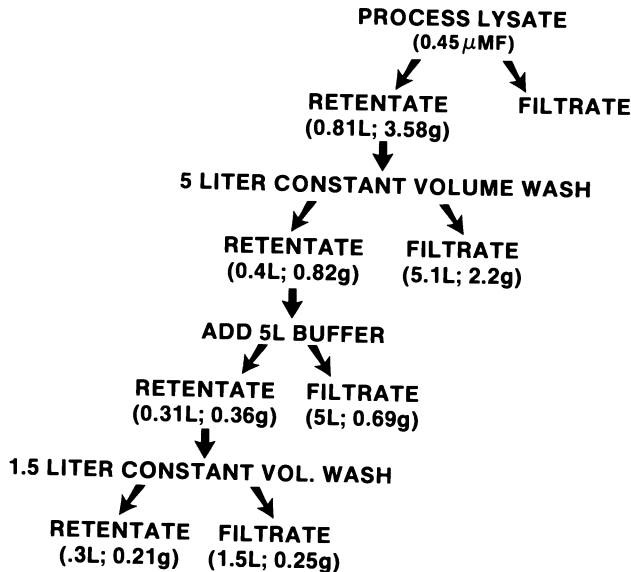 PROCESS LYSATE
(0.45 μMF)
RETENTATE
(0.81L; 3.58g)
FILTRATE
5 LITER CONSTANT VOLUME WASH
RETENTATE
(0.4L; 0.82g)
FILTRATE
(5.1L; 2.2g)
ADD 5L BUFFER
RETENTATE
(0.31L; 0.36g)
FILTRATE
(5L; 0.69g)
1.5 LITER CONSTANT VOL. WASH
RETENTATE
(.3L; 0.21g)
FILTRATE
(1.5L; 0.25g)